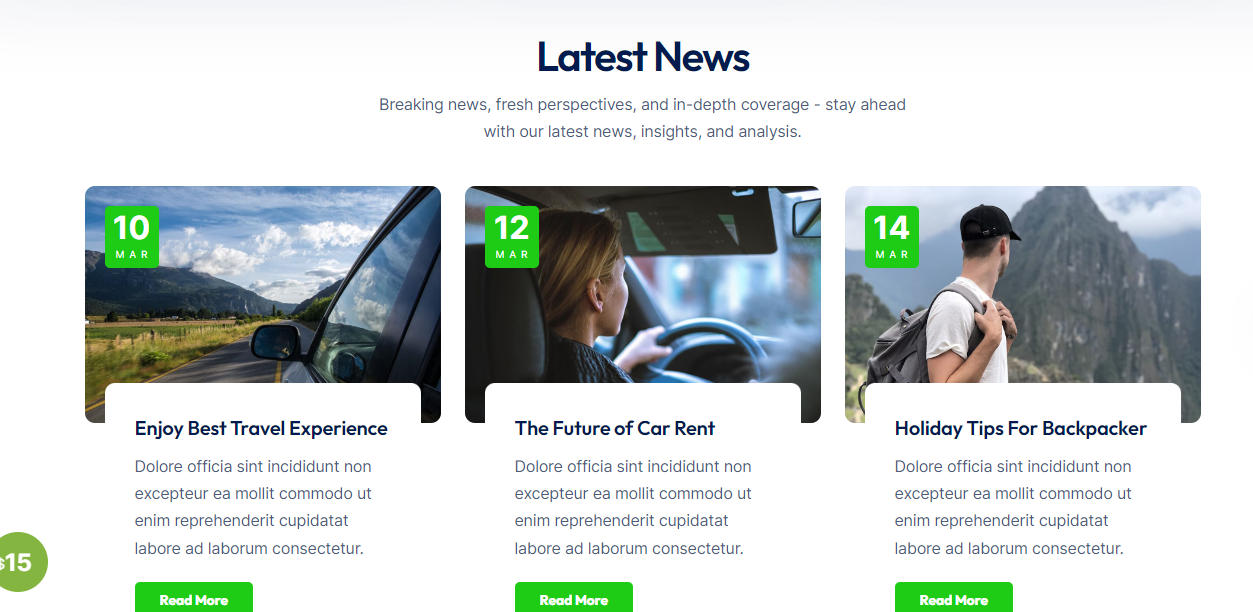 Latest News
Breaking news, fresh perspectives, and in-depth coverage - stay ahead
with our latest news, insights, and analysis.
10
MAR
12
MAR
14
MAR
Enjoy Best Travel Experience
Dolore officia sint incididunt non
excepteur ea mollit commodo ut
enim reprehenderit cupidatat
labore ad laborum consectetur.
Read More
The Future of Car Rent
Dolore officia sint incididunt non
excepteur ea mollit commodo ut
enim reprehenderit cupidatat
labore ad laborum consectetur.
Read More
Holiday Tips For Backpacker
Dolore officia sint incididunt non
excepteur ea mollit commodo ut
enim reprehenderit cupidatat
labore ad laborum consectetur.
Read More
$15